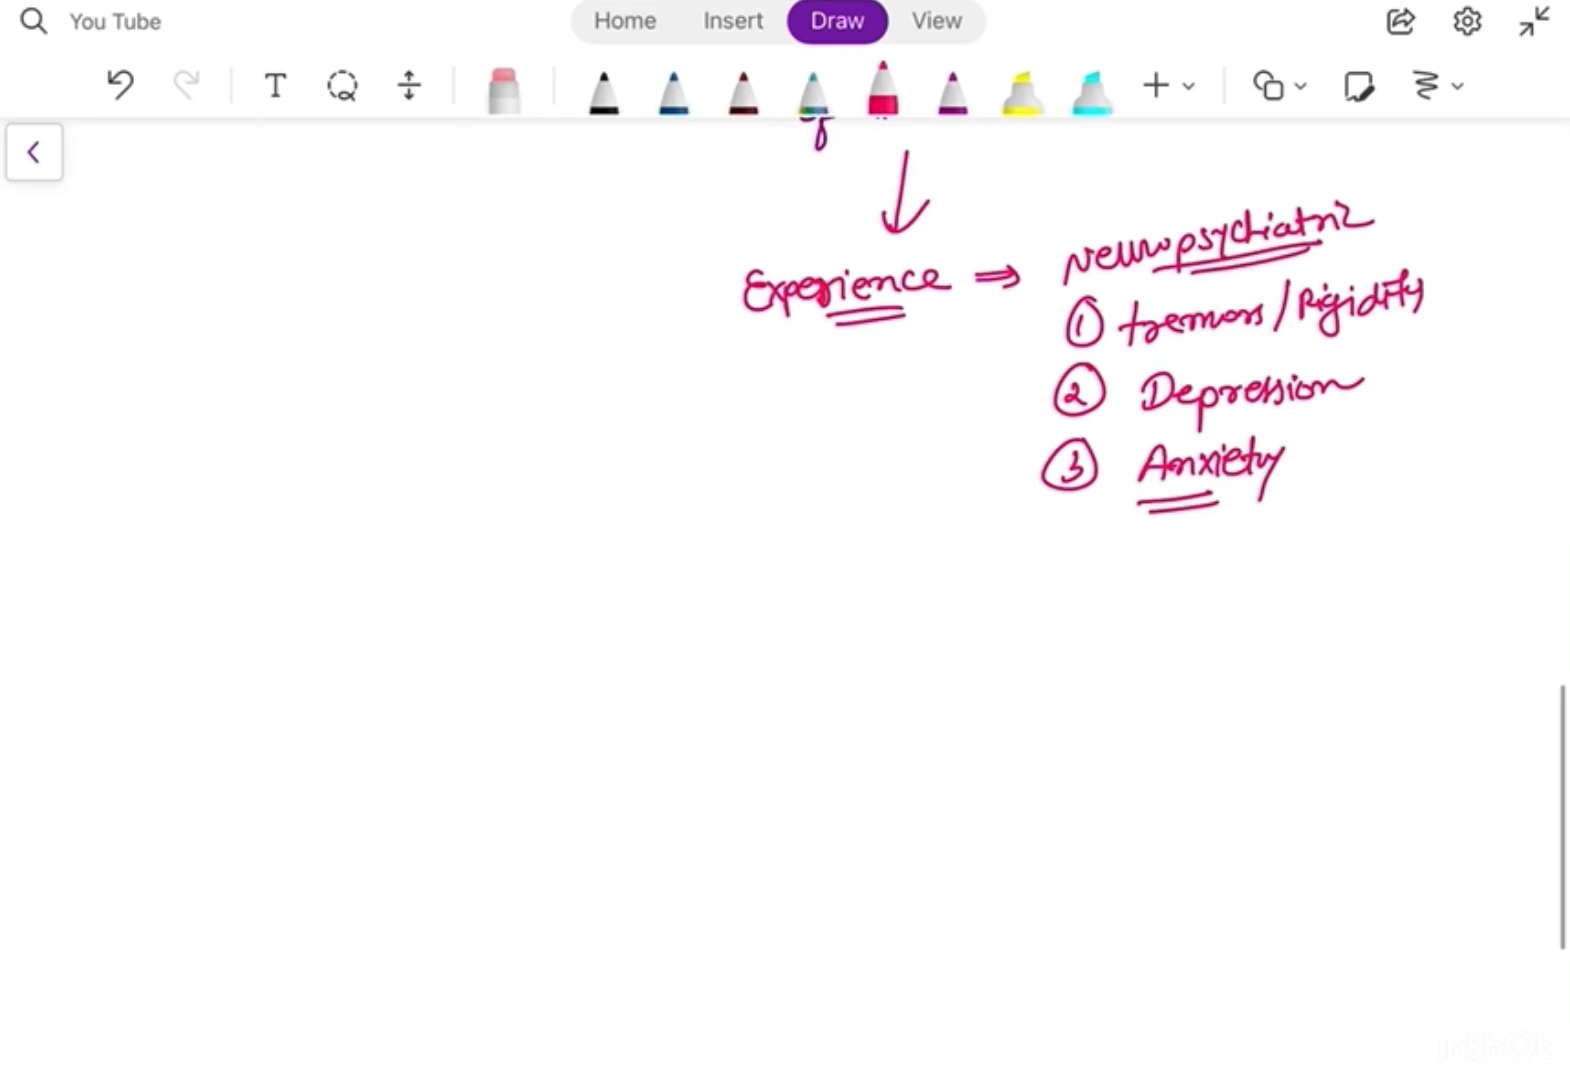 You Tube
Home Insert Draw View
T
Experience ⇒ Neuropsychiatric
① tremors / Rigidity
② Depression
③ Anxiety